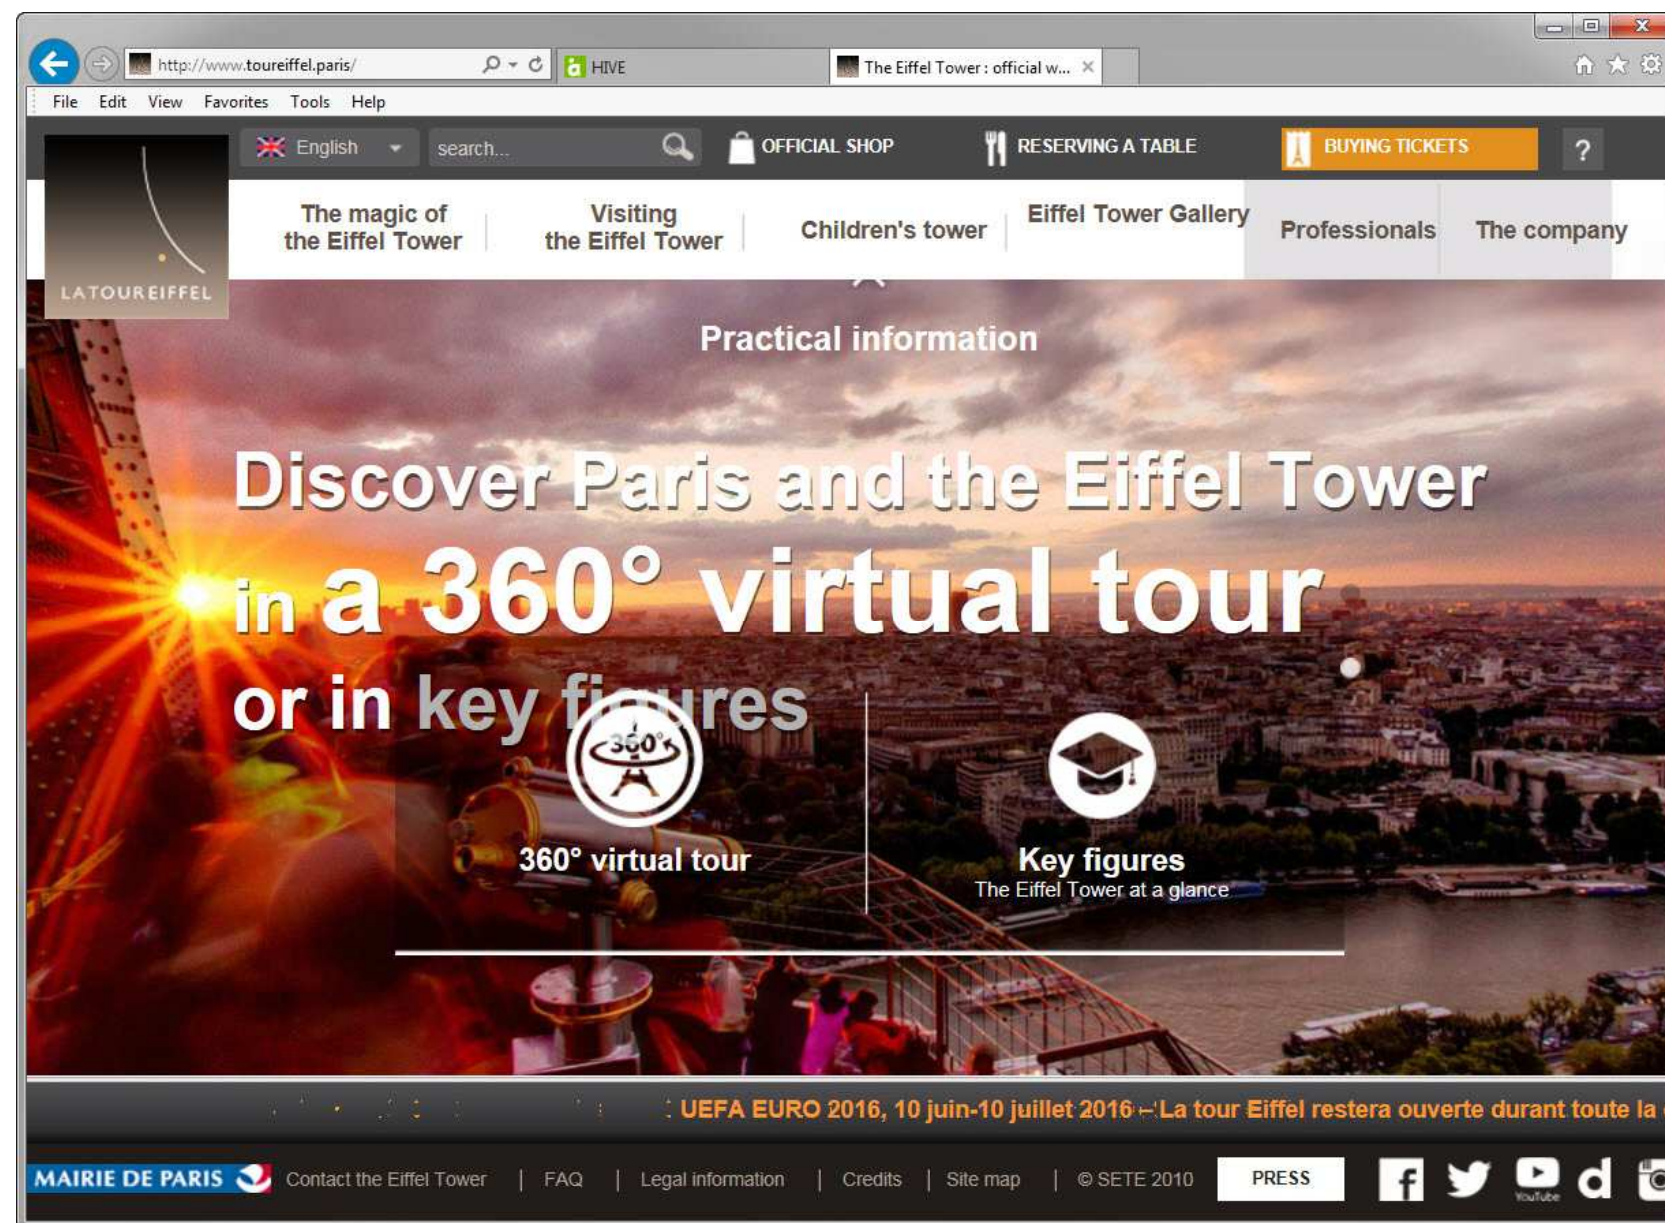 http://www.toureiffel.paris/
HIVE
The Eiffel Tower : official w...
File Edit View Favorites Tools Help
English
search...
OFFICIAL SHOP
RESERVING A TABLE
BUYING TICKETS
?
LATOUREIFFEL
The magic of
the Eiffel Tower
Visiting
the Eiffel Tower
Children's tower
Eiffel Tower Gallery
Professionals
The company
Practical information
Discover Paris and the Eiffel Tower
in a 360° virtual tour
or in key figures
360°
360° virtual tour
Key figures
The Eiffel Tower at a glance
UEFA EURO 2016, 10 juin-10 juillet 2016 – La tour Eiffel restera ouverte durant toute la
MAIRIE DE PARIS
Contact the Eiffel Tower | FAQ | Legal information | Credits | Site map | © SETE 2010
PRESS
YouTube